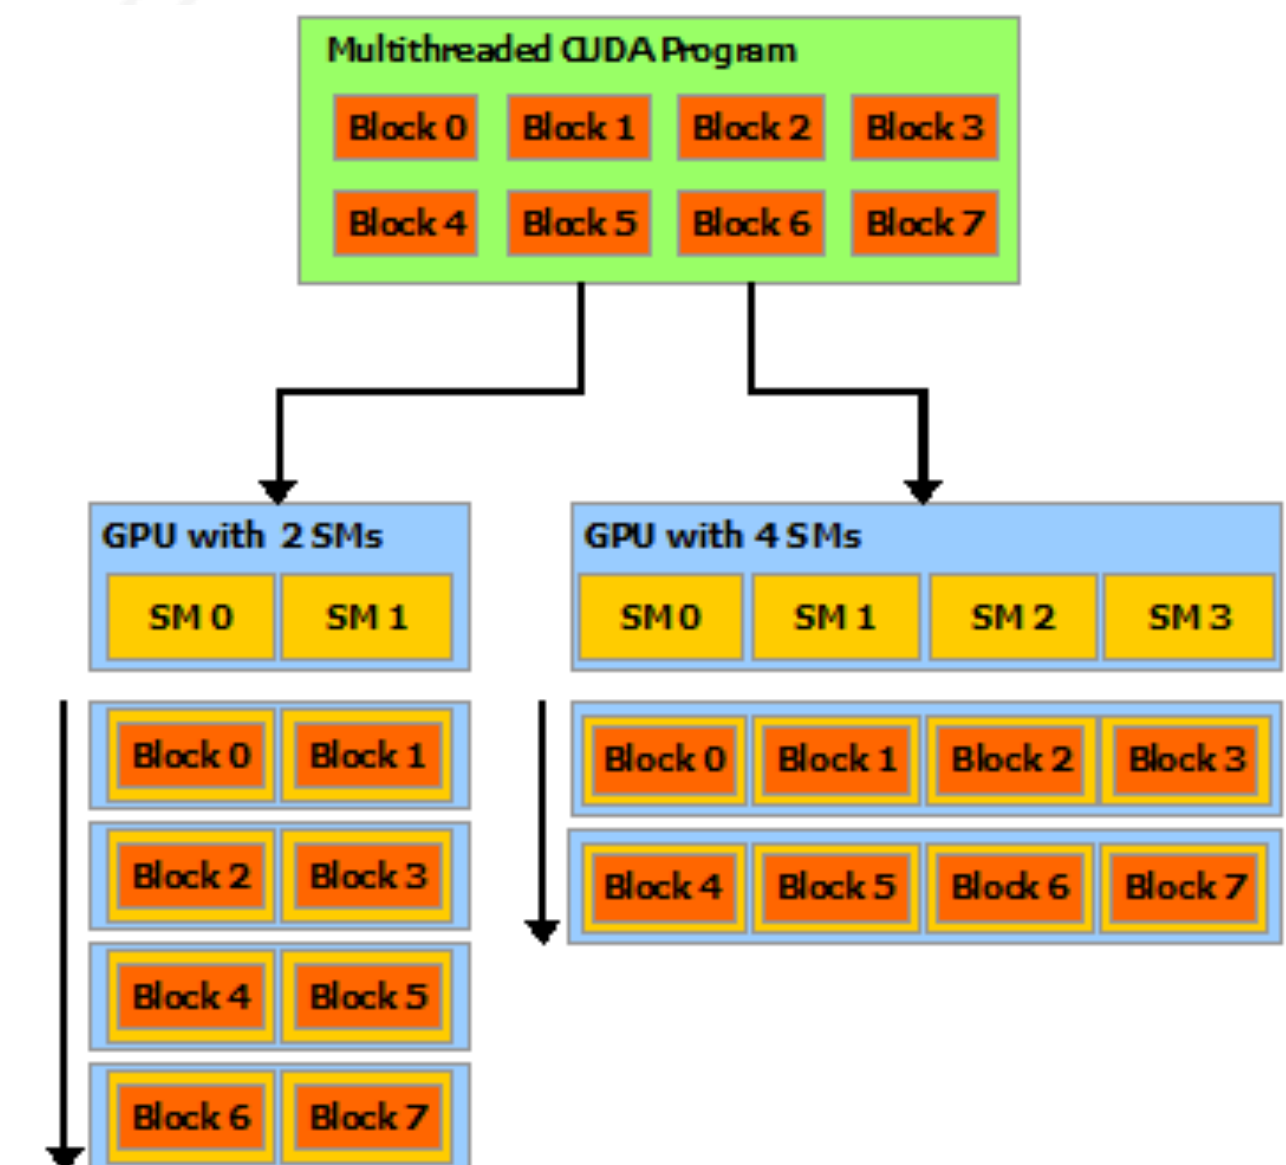 Multithreaded CUDA Program
Block 0 Block 1 Block 2 Block 3
Block 4 Block 5 Block 6 Block 7
GPU with 2 SMs
SM 0 SM 1
Block 0 Block 1
Block 2 Block 3
Block 4 Block 5
Block 6 Block 7
GPU with 4 SMs
SM 0 SM 1 SM 2 SM 3
Block 0 Block 1 Block 2 Block 3
Block 4 Block 5 Block 6 Block 7